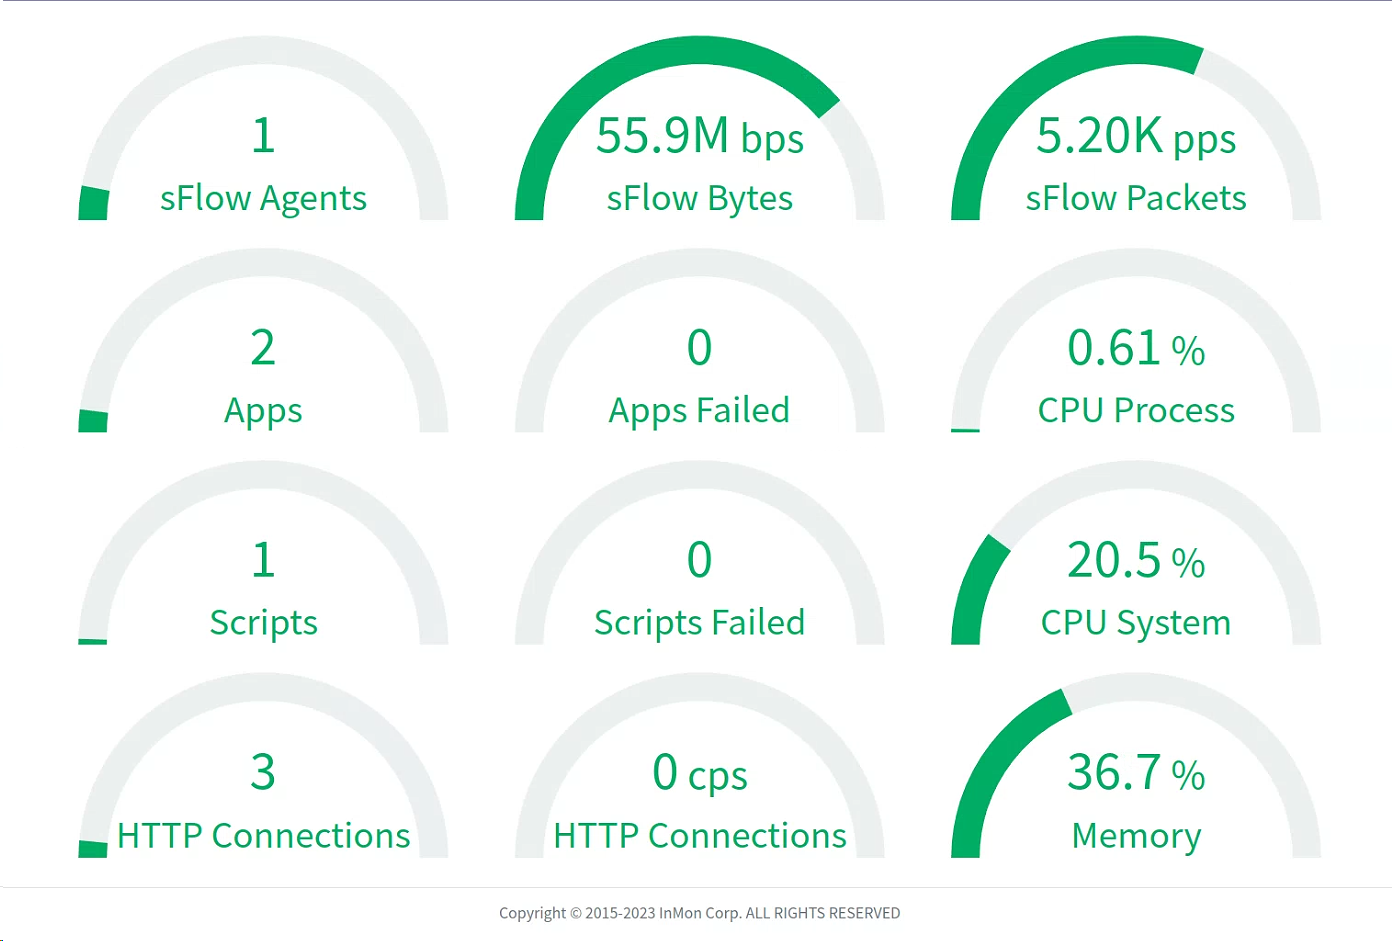 1
sFlow Agents
55.9M bps
sFlow Bytes
5.20K pps
sFlow Packets
2
Apps
0
Apps Failed
0.61 %
CPU Process
1
Scripts
0
Scripts Failed
20.5 %
CPU System
3
HTTP Connections
0 cps
HTTP Connections
36.7 %
Memory
Copyright © 2015-2023 InMon Corp. ALL RIGHTS RESERVED